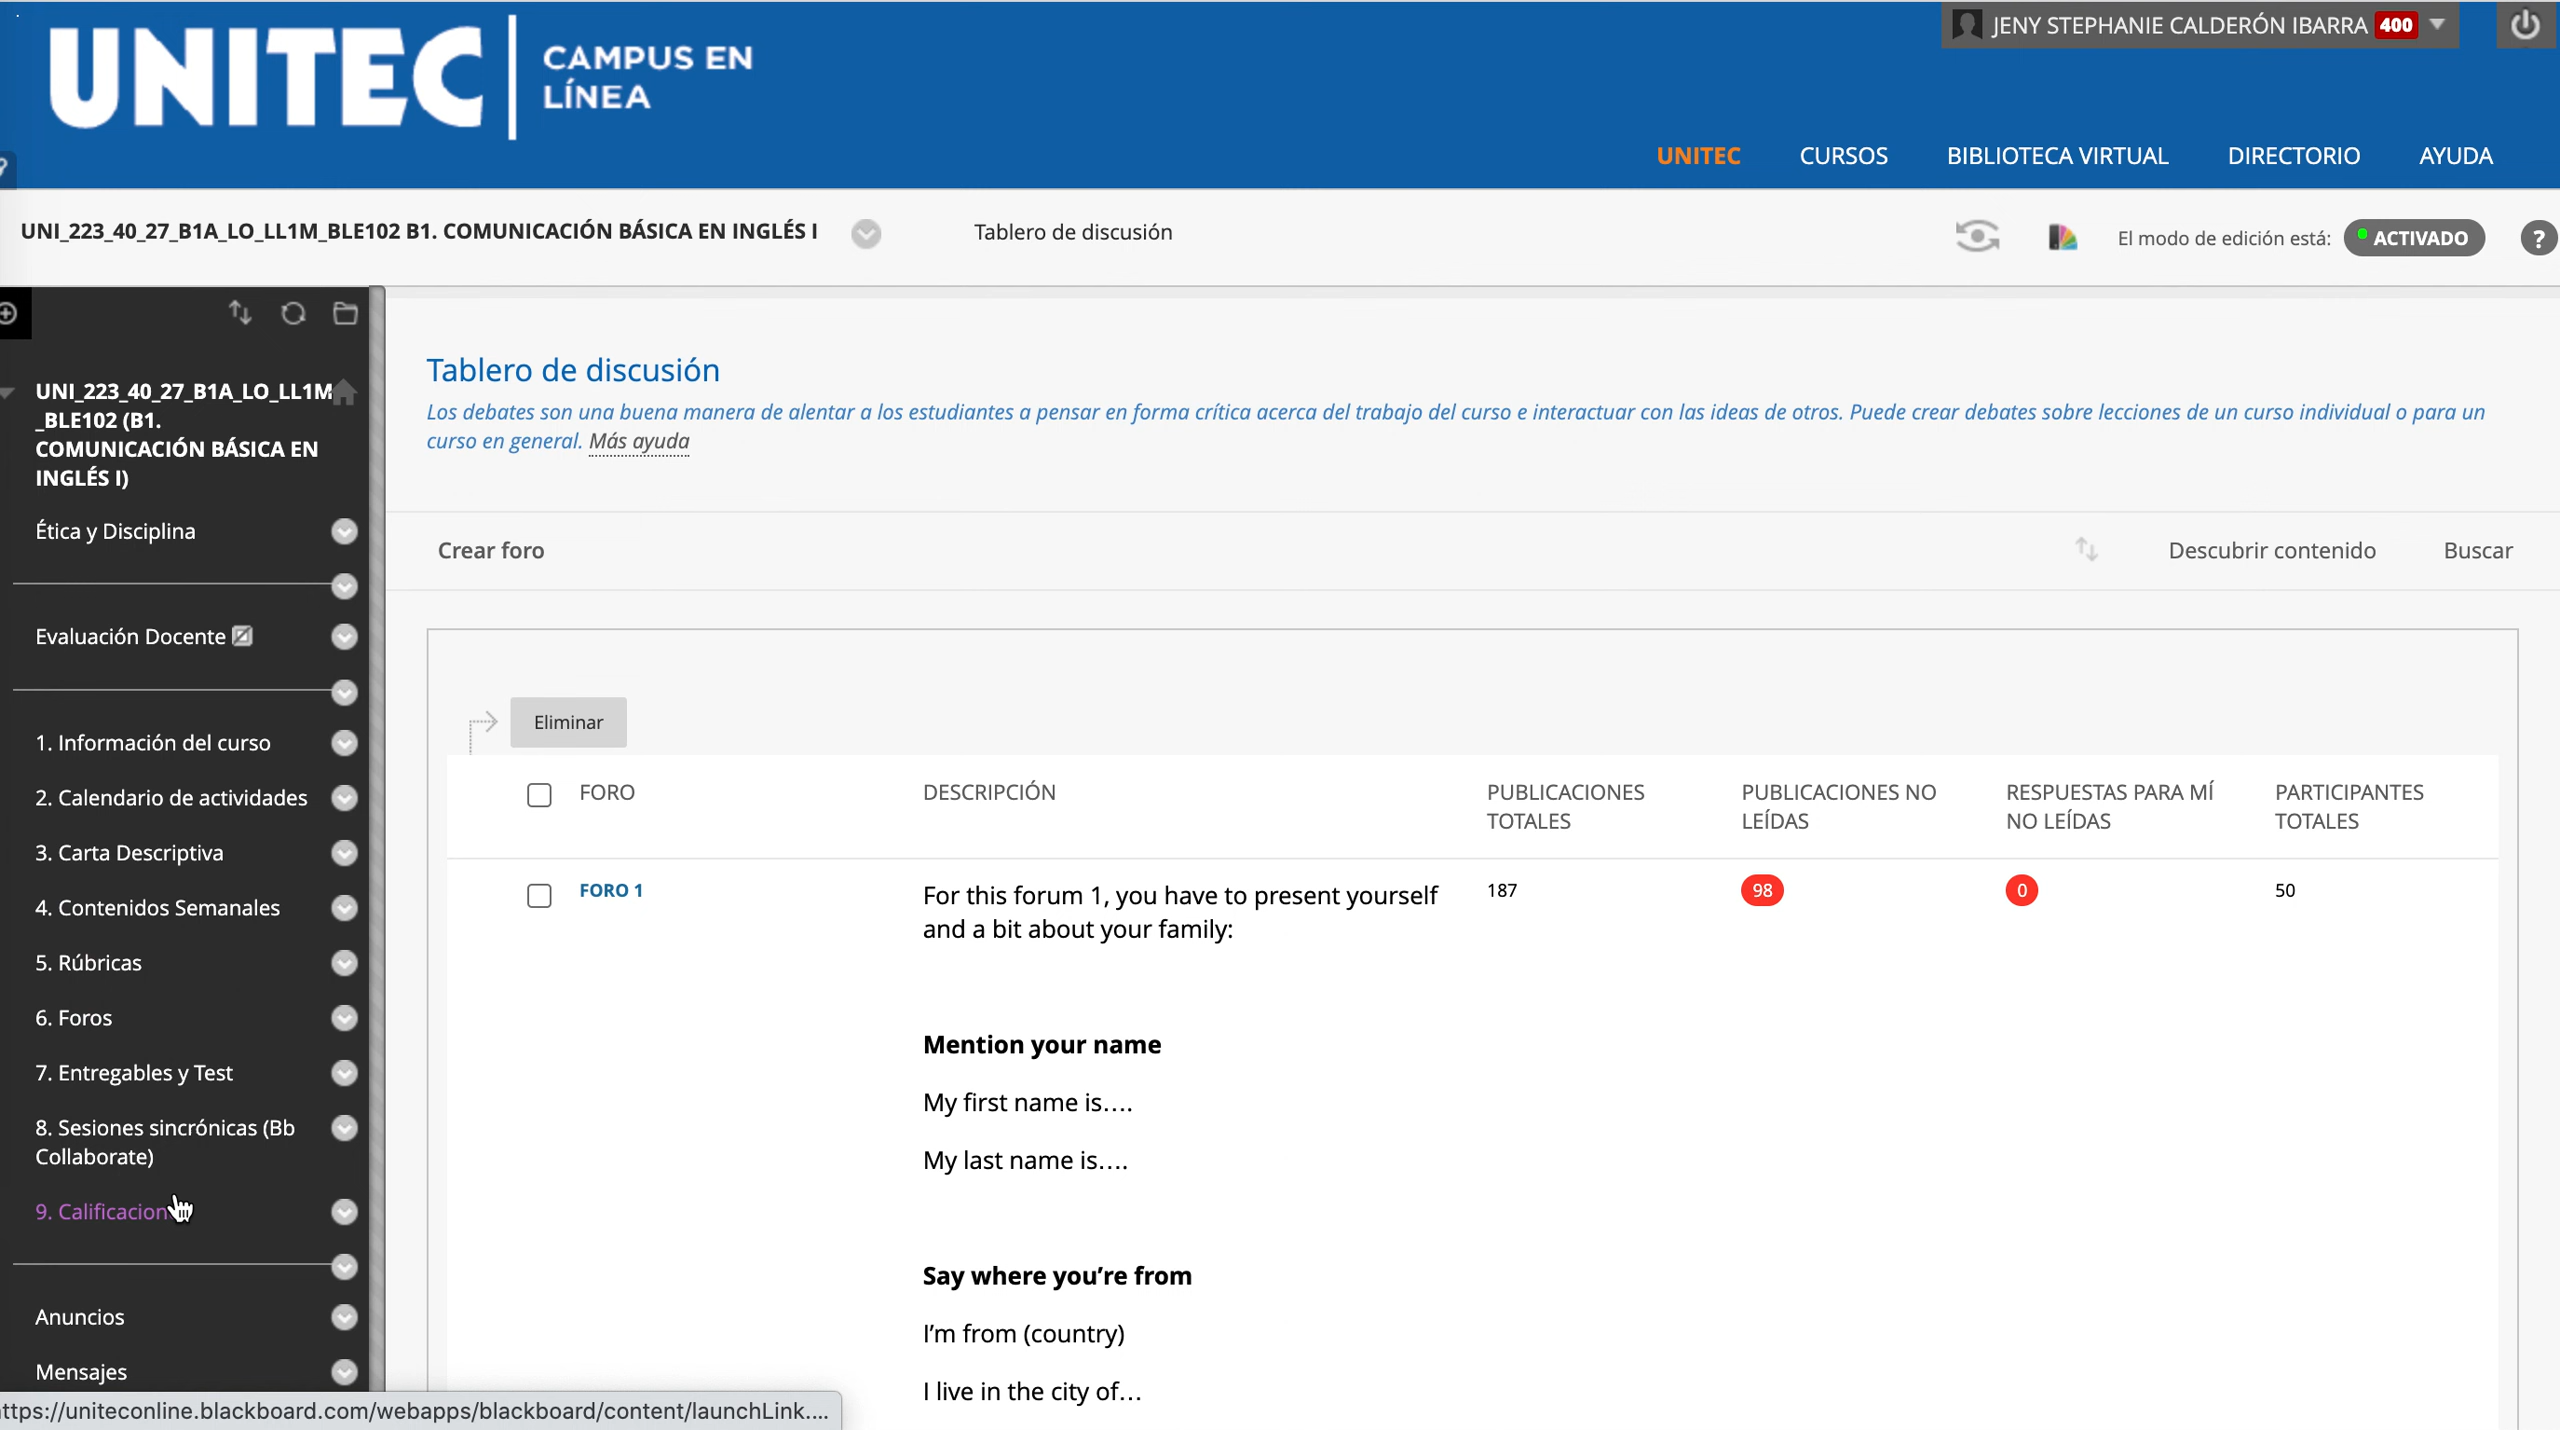 UNITEC
CAMPUS EN
LÍNEA
JENY STEPHANIE CALDERÓN IBARRA 400
UNITEC CURSOS BIBLIOTECA VIRTUAL DIRECTORIO AYUDA
UNI_223_40_27_B1A_LO_LL1M_BLE102 B1. COMUNICACIÓN BÁSICA EN INGLÉS I
Tablero de discusión
El modo de edición está: ACTIVADO ?
UNI_223_40_27_B1A_LO_LL1M
_BLE102 (B1.
COMUNICACIÓN BÁSICA EN
INGLÉS I)
Ética y Disciplina
Evaluación Docente
1. Información del curso
2. Calendario de actividades
3. Carta Descriptiva
4. Contenidos Semanales
5. Rúbricas
6. Foros
7. Entregables y Test
8. Sesiones sincrónicas (Bb
Collaborate)
9. Calificacion
Anuncios
Mensajes
Tablero de discusión
Los debates son una buena manera de alentar a los estudiantes a pensar en forma crítica acerca del trabajo del curso e interactuar con las ideas de otros. Puede crear debates sobre lecciones de un curso individual o para un
curso en general. Más ayuda
Crear foro Descubrir contenido Buscar
Eliminar
FORO DESCRIPCIÓN PUBLICACIONES TOTALES PUBLICACIONES NO LEÍDAS RESPUESTAS PARA MÍ NO LEÍDAS PARTICIPANTES TOTALES
FORO 1
For this forum 1, you have to present yourself
and a bit about your family:
187 98 0 50
Mention your name
My first name is....
My last name is....
Say where you're from
I'm from (country)
I live in the city of...
ttps://uniteconline.blackboard.com/webapps/blackboard/content/launchLink....